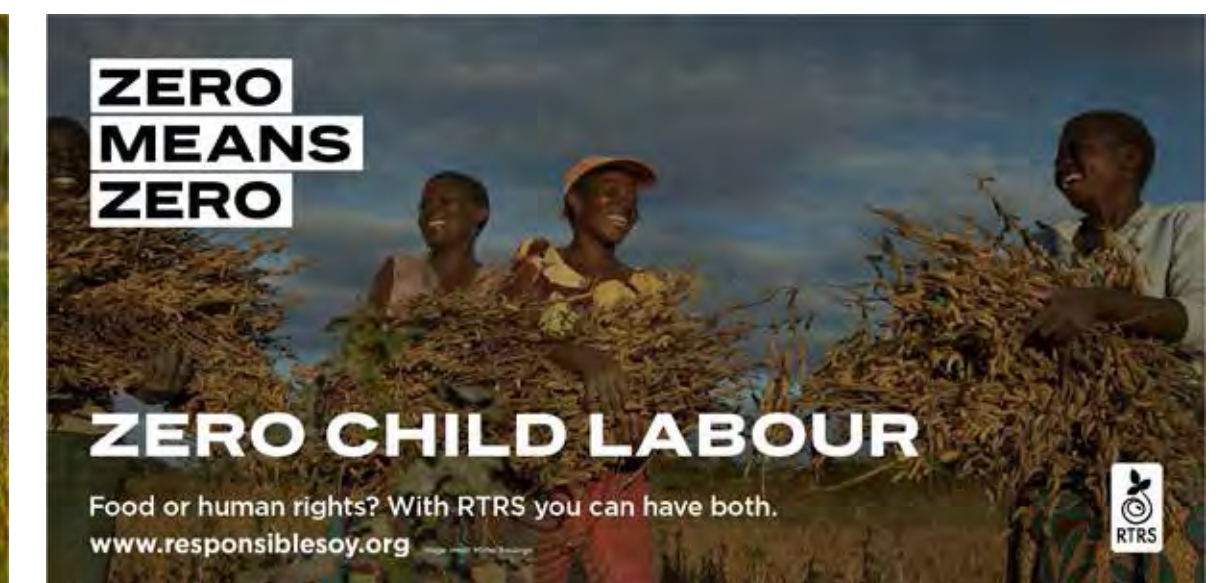 ZERO
MEANS
ZERO
ZERO CHILD LABOUR
Food or human rights? With RTRS you can have both.
www.responsiblesoy.org
RTRS